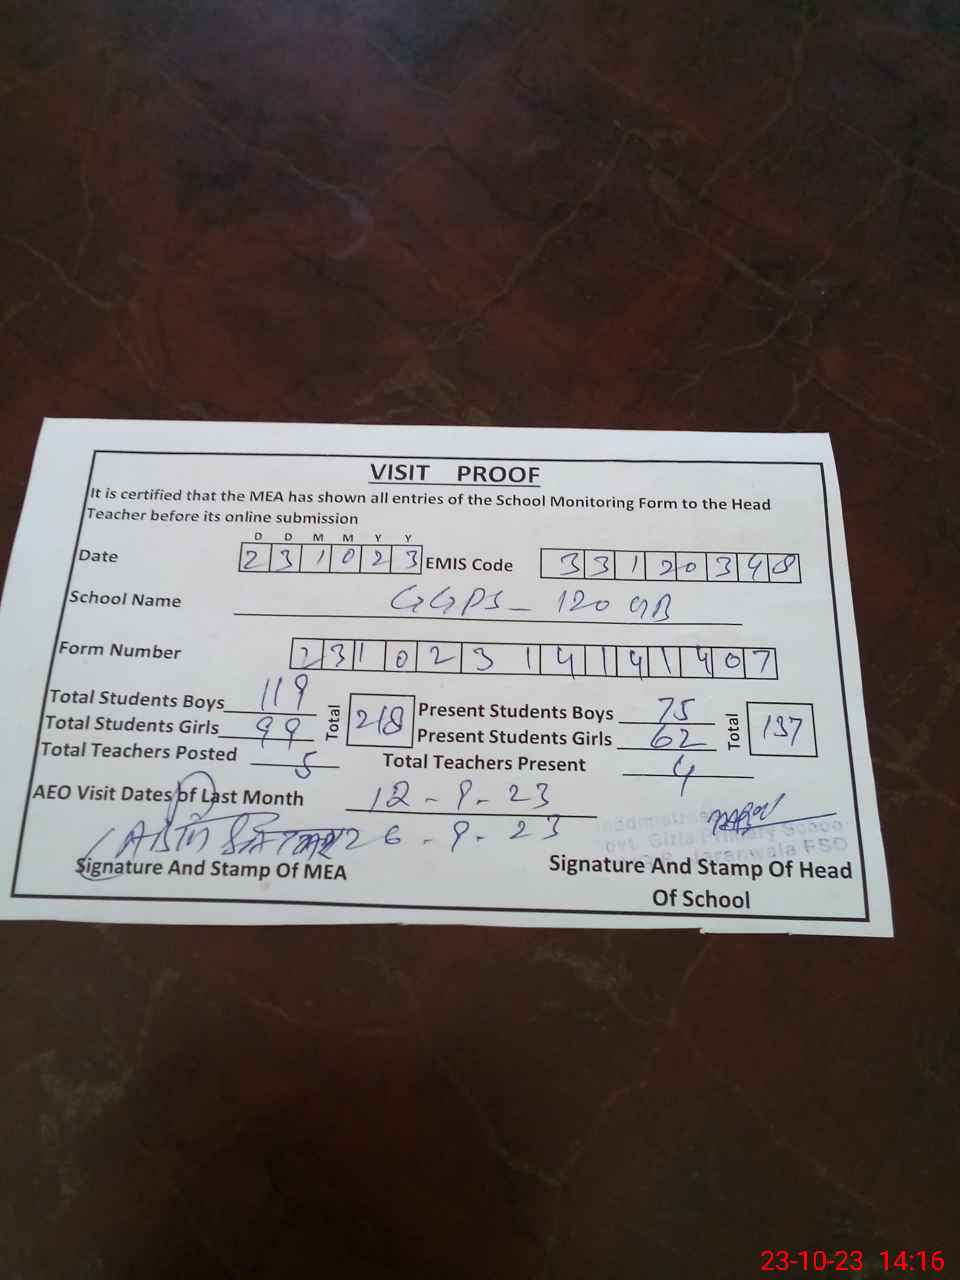 VISIT PROOF
It is certified that the MEA has shown all entries of the School Monitoring Form to the Head
Teacher before its online submission
D D M M Y Y
Date 2 3 1 0 2 3 EMIS Code 3 3 1 2 0 3 4 8
School Name GGPS - 120 GB
Form Number 2 3 1 0 2 3 1 4 1 4 1 4 0 7
Total Students Boys 119 Total 218 Present Students Boys 75 Total 137
Total Students Girls 99 Present Students Girls 62
Total Teachers Posted 5 Total Teachers Present 4
AEO Visit Dates of Last Month 12-9-23
26-9-23
Girls Primary School
Jaranwala FSD
Signature And Stamp Of MEA Signature And Stamp Of Head
Of School
23-10-23 14:16